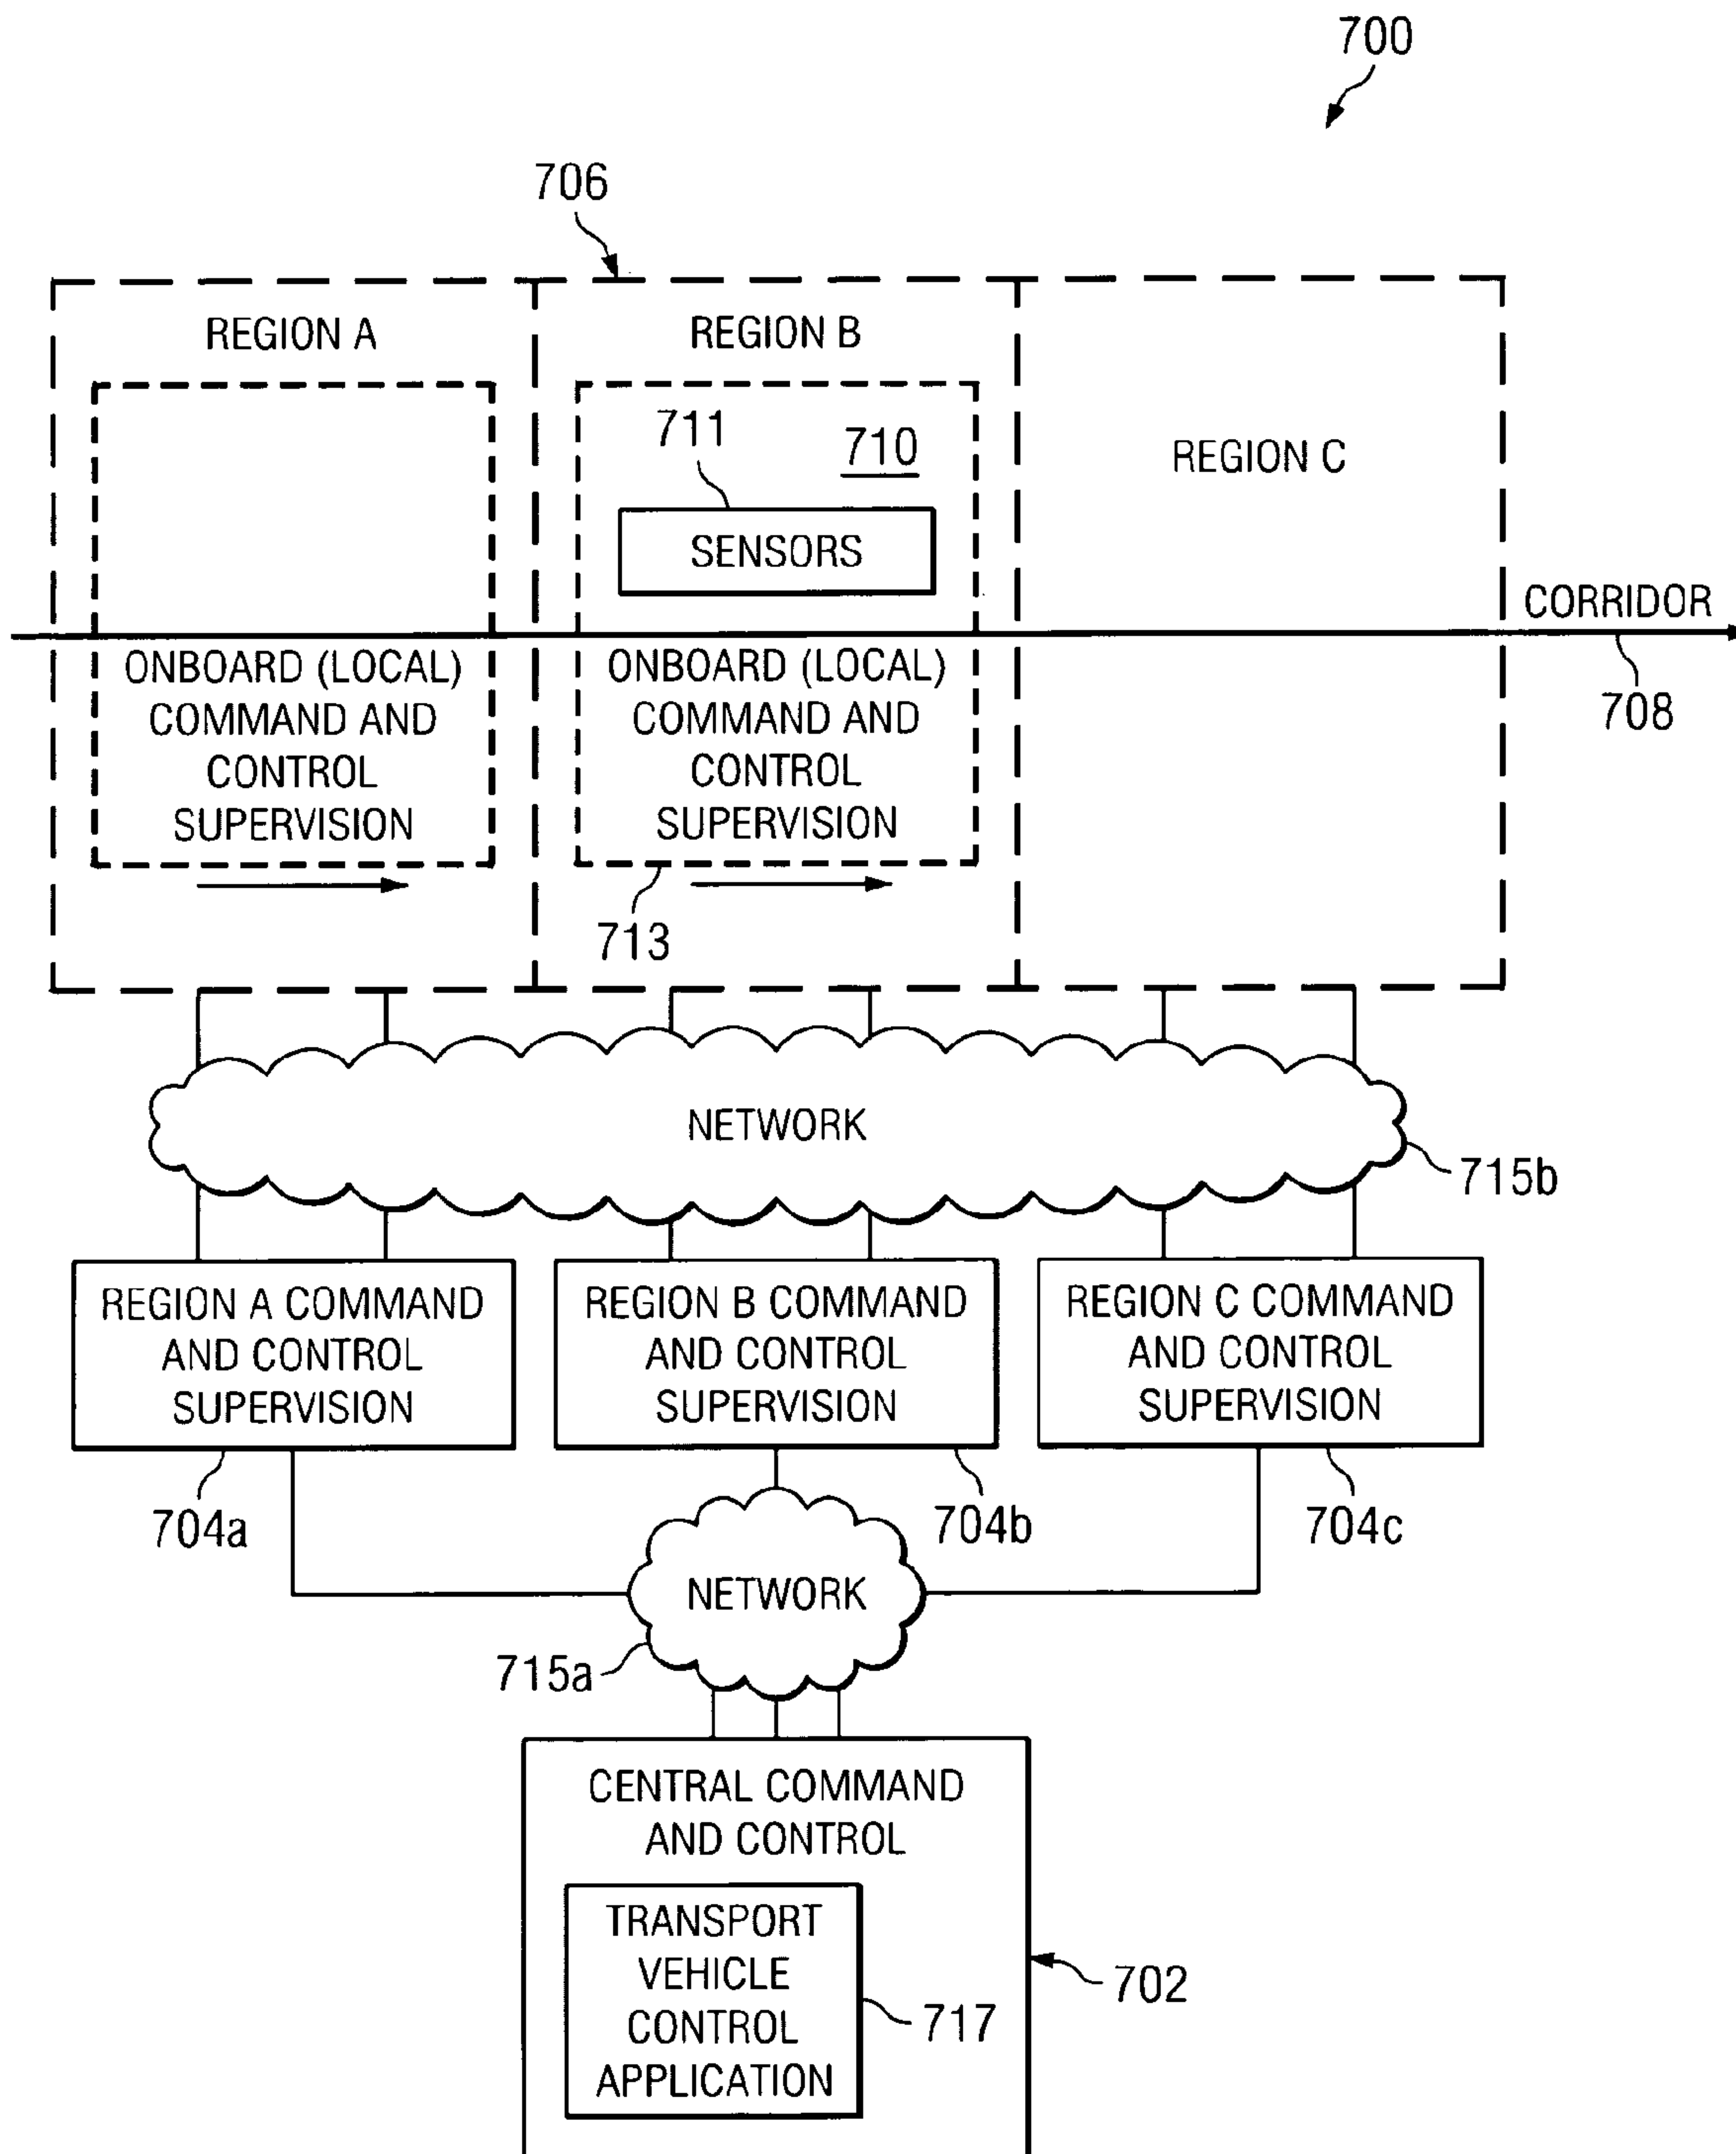 700
706
REGION A
REGION B
REGION C
711
710
SENSORS
CORRIDOR
708
ONBOARD (LOCAL)
COMMAND AND
CONTROL
SUPERVISION
ONBOARD (LOCAL)
COMMAND AND
CONTROL
SUPERVISION
713
NETWORK
715b
REGION A COMMAND
AND CONTROL
SUPERVISION
REGION B COMMAND
AND CONTROL
SUPERVISION
REGION C COMMAND
AND CONTROL
SUPERVISION
704a
704b
704c
NETWORK
715a
CENTRAL COMMAND
AND CONTROL
TRANSPORT
VEHICLE
CONTROL
APPLICATION
702
717